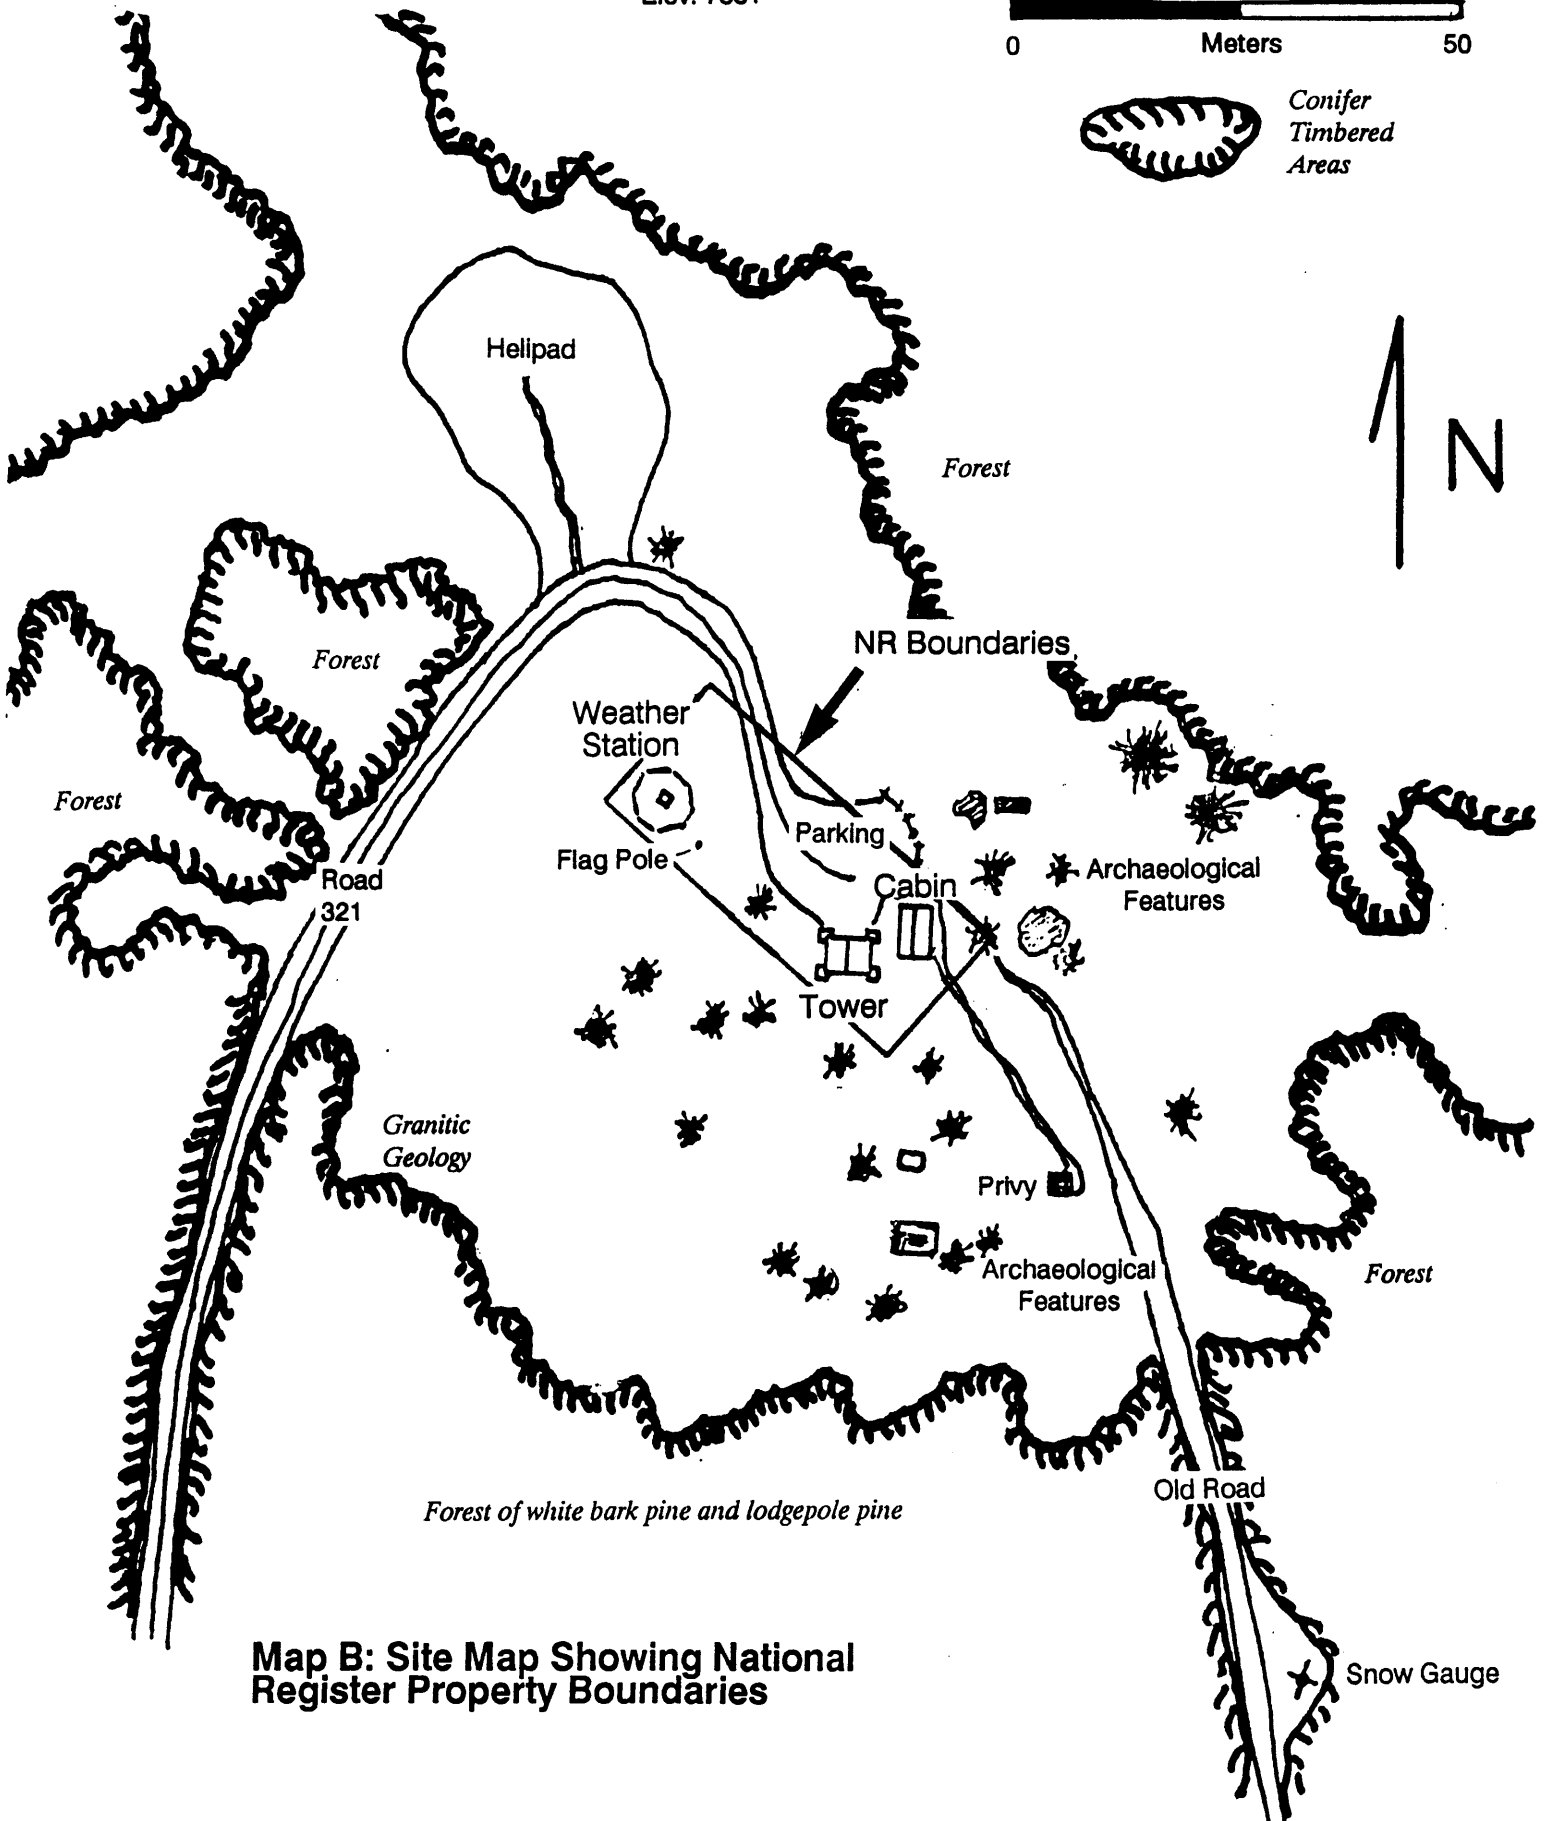 0 Meters 50
Conifer
Timbered
Areas
Helipad
Forest
N
NR Boundaries
Forest
Weather
Station
Forest
Parking
Flag Pole
Road
321
Cabin
Archaeological
Features
Tower
Granitic
Geology
Privy
Archaeological
Features
Forest
Old Road
Forest of white bark pine and lodgepole pine
Map B: Site Map Showing National
Register Property Boundaries
Snow Gauge